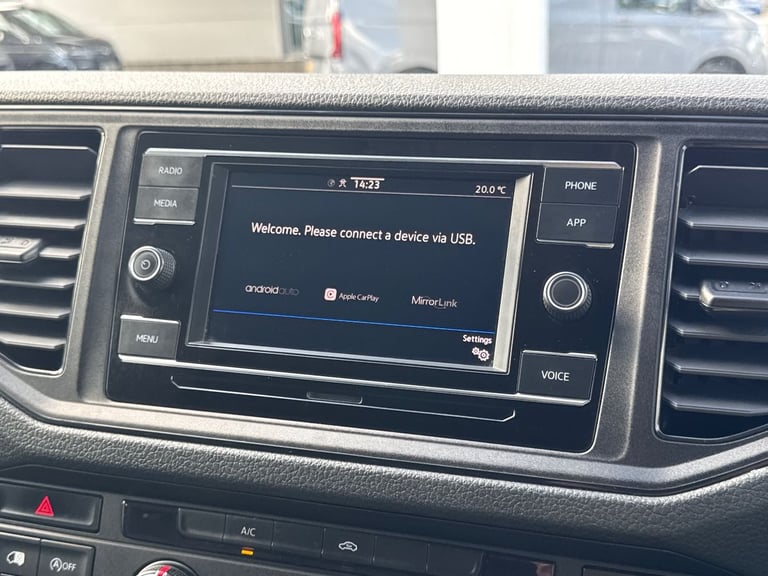 RADIO
MEDIA
MENU
14:23
20.0 °C
Welcome. Please connect a device via USB.
androidauto
Apple CarPlay
MirrorLink
Settings
PHONE
APP
VOICE
A/C
OFF